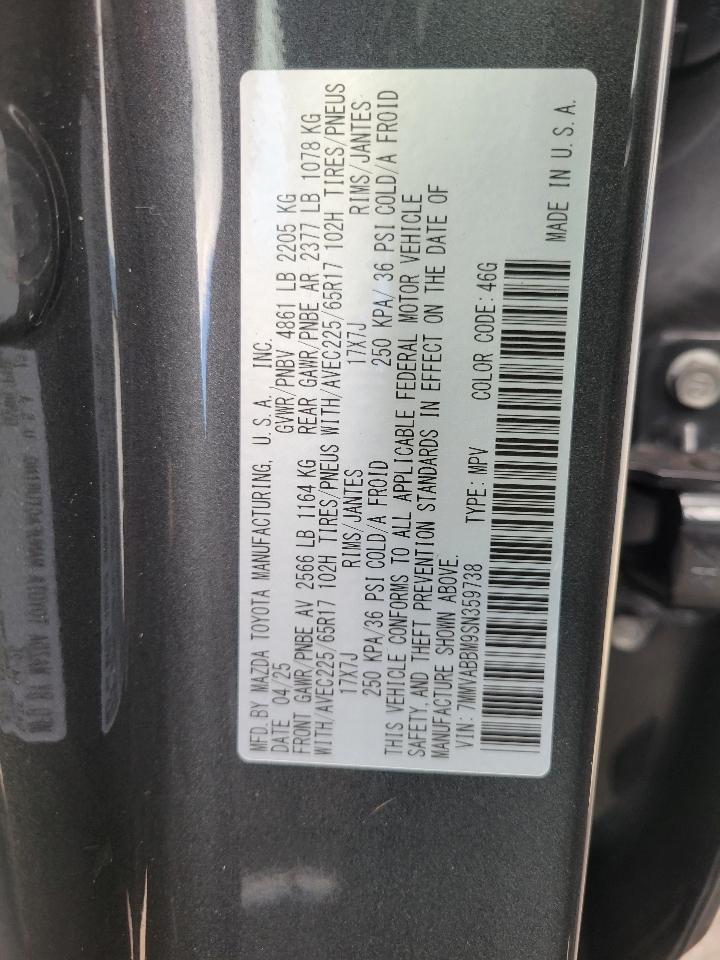 MFD.BY MAZDA TOYOTA MANUFACTURING, U.S.A. INC.
DATE 04/25 GVWR/PNBV 4861 LB 2205 KG
FRONT GAWR/PNBE AV 2566 LB 1164 KG REAR GAWR/PNBE AR 2377 LB 1078 KG
WITH/AVEC225/65R17 102H TIRES/PNEUS WITH/AVEC225/65R17 102H TIRES/PNEUS
17X7J RIMS/JANTES 17X7J RIMS/JANTES
250 KPA/36 PSI COLD/A FROID 250 KPA/ 36 PSI COLD/A FROID
THIS VEHICLE CONFORMS TO ALL APPLICABLE FEDERAL MOTOR VEHICLE
SAFETY, AND THEFT PREVENTION STANDARDS IN EFFECT ON THE DATE OF
MANUFACTURE SHOWN ABOVE.
VIN: 7MMVABBM9SN359738 TYPE: MPV COLOR CODE: 46G
MADE IN U.S.A.